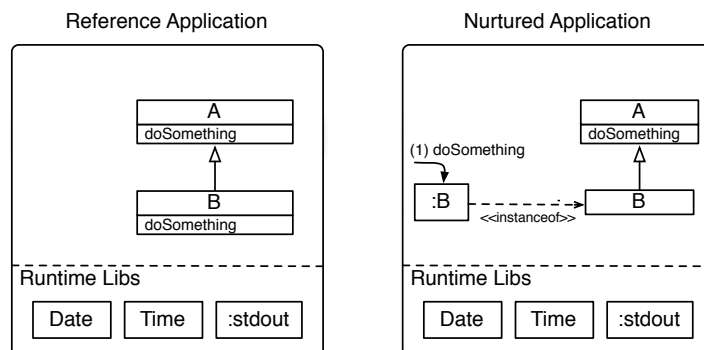 Reference Application
Nurtured Application
A
doSomething
B
doSomething
Runtime Libs
Date
Time
:stdout
A
doSomething
(1) doSomething
:B
<<instanceof>>
B
Runtime Libs
Date
Time
:stdout